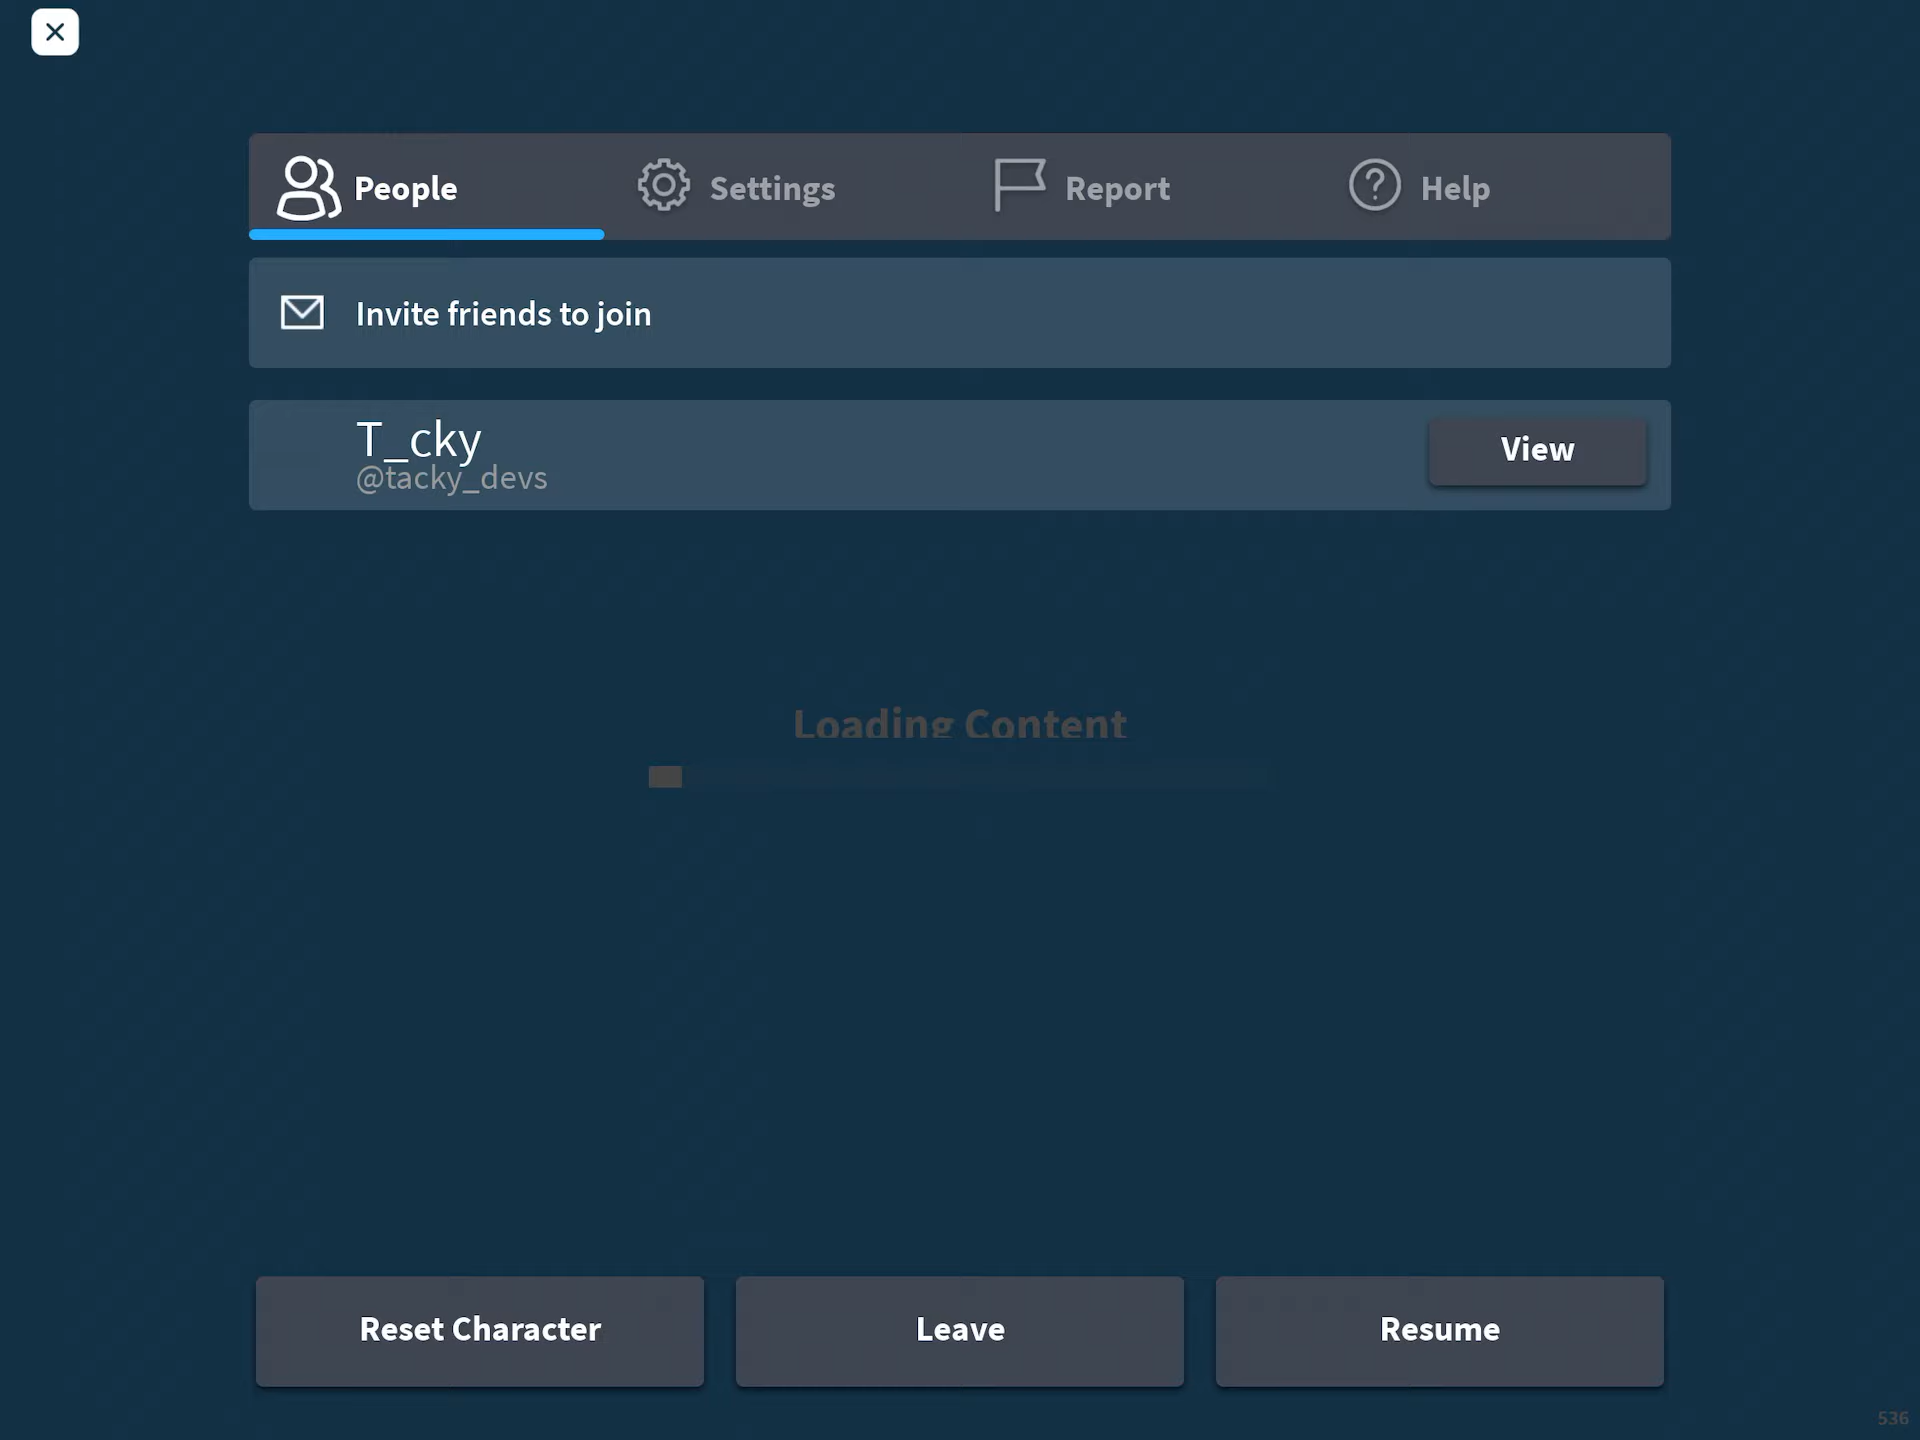 People
Settings
Report
Help
Invite friends to join
T_cky
@tacky_devs
View
Loading Content
Reset Character
Leave
Resume
536